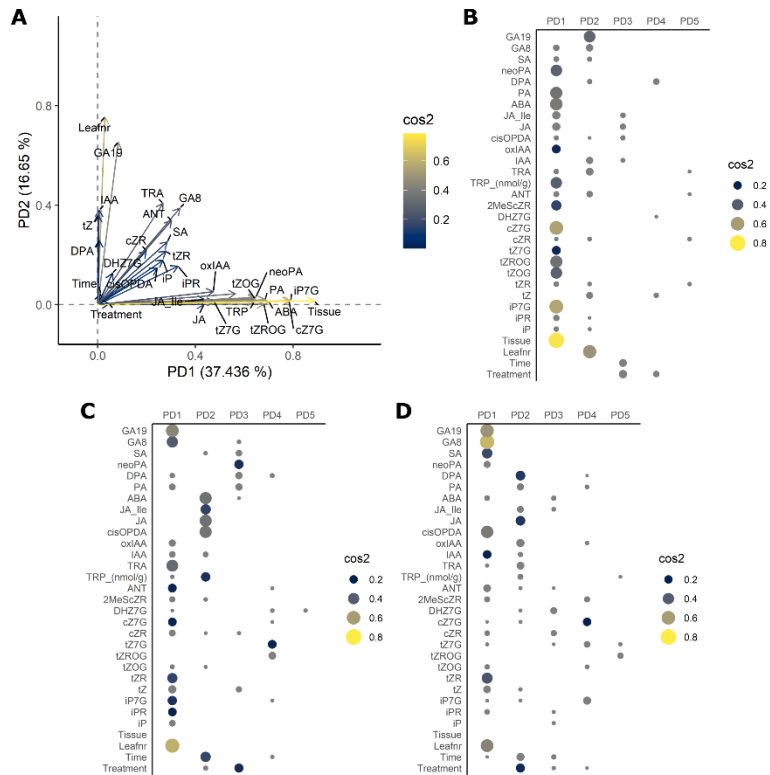 A
PD2 (16.65 %)
0.8
0.4
0.0
Leafnr
GA19
IAA
tZ
DPA
Time
Treatment
TRA
ANT
GA8
SA
cZR
tZR
DHZ7G
iP
cisOPDA
iPR
oxIAA
tZOG
neoPA
PA
iP7G
JA_Ile
JA
TRP
ABA
Tissue
tZ7G
tZROG
cZ7G
0.0
0.4
0.8
PD1 (37.436 %)
cos2
0.6
0.4
0.2
B
PD1 PD2 PD3 PD4 PD5
GA19
GA8
SA
neoPA
DPA
PA
ABA
JA_Ile
JA
cisOPDA
oxIAA
IAA
TRA
TRP_(nmol/g)
ANT
2MeScZR
DHZ7G
cZ7G
cZR
tZ7G
tZROG
tZOG
tZR
tZ
iP7G
iPR
iP
Tissue
Leafnr
Time
Treatment
cos2
0.2
0.4
0.6
0.8
C
PD1 PD2 PD3 PD4 PD5
GA19
GA8
SA
neoPA
DPA
PA
ABA
JA_Ile
JA
cisOPDA
oxIAA
IAA
TRA
TRP_(nmol/g)
ANT
2MeScZR
DHZ7G
cZ7G
cZR
tZ7G
tZROG
tZOG
tZR
tZ
iP7G
iPR
iP
Tissue
Leafnr
Time
Treatment
cos2
0.2
0.4
0.6
0.8
D
PD1 PD2 PD3 PD4 PD5
GA19
GA8
SA
neoPA
DPA
PA
ABA
JA_Ile
JA
cisOPDA
oxIAA
IAA
TRA
TRP_(nmol/g)
ANT
2MeScZR
DHZ7G
cZ7G
cZR
tZ7G
tZROG
tZOG
tZR
tZ
iP7G
iPR
iP
Tissue
Leafnr
Time
Treatment
cos2
0.2
0.4
0.6
0.8